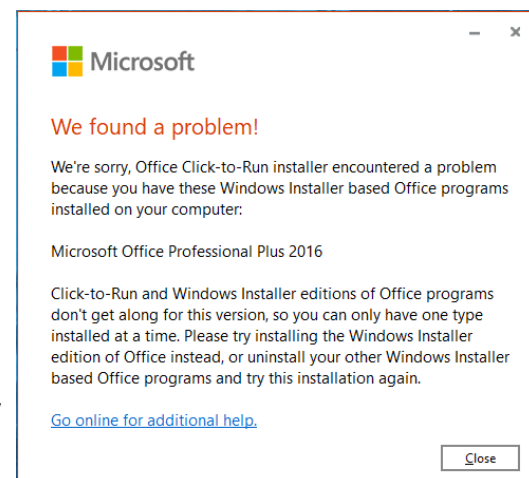 Microsoft
We found a problem!
We're sorry, Office Click-to-Run installer encountered a problem
because you have these Windows Installer based Office programs
installed on your computer:
Microsoft Office Professional Plus 2016
Click-to-Run and Windows Installer editions of Office programs
don't get along for this version, so you can only have one type
installed at a time. Please try installing the Windows Installer
edition of Office instead, or uninstall your other Windows Installer
based Office programs and try this installation again.
Go online for additional help.
Close